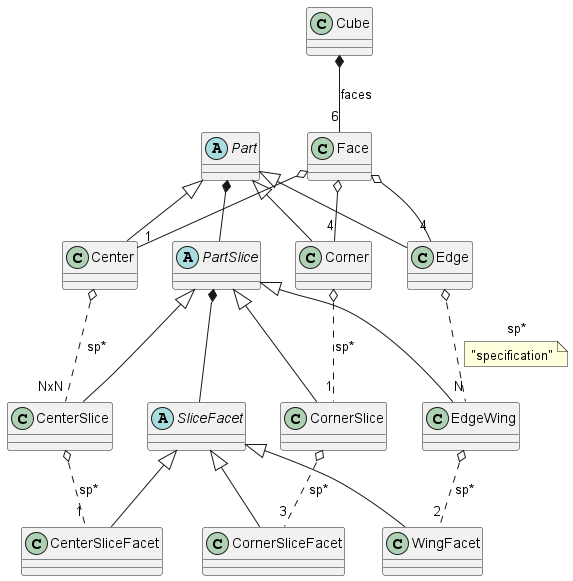 C Cube
faces
6
A Part
C Face
1
4
4
C Center
A PartSlice
C Corner
C Edge
sp*
sp*
sp*
"specification"
NxN
1
N
C CenterSlice
A SliceFacet
C CornerSlice
C EdgeWing
sp*
sp*
sp*
1
3
2
C CenterSliceFacet
C CornerSliceFacet
C WingFacet